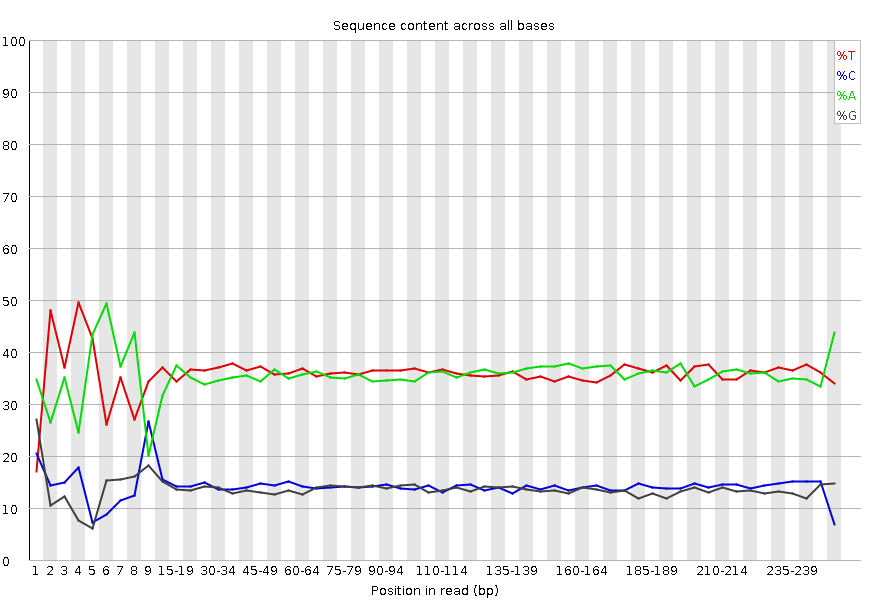 Sequence content across all bases
100
90
80
70
60
50
40
30
20
10
0
%T
%C
%A
%G
1 2 3 4 5 6 7 8 9 15-19 30-34 45-49 60-64 75-79 90-94 110-114 135-139 160-164 185-189 210-214 235-239
Position in read (bp)